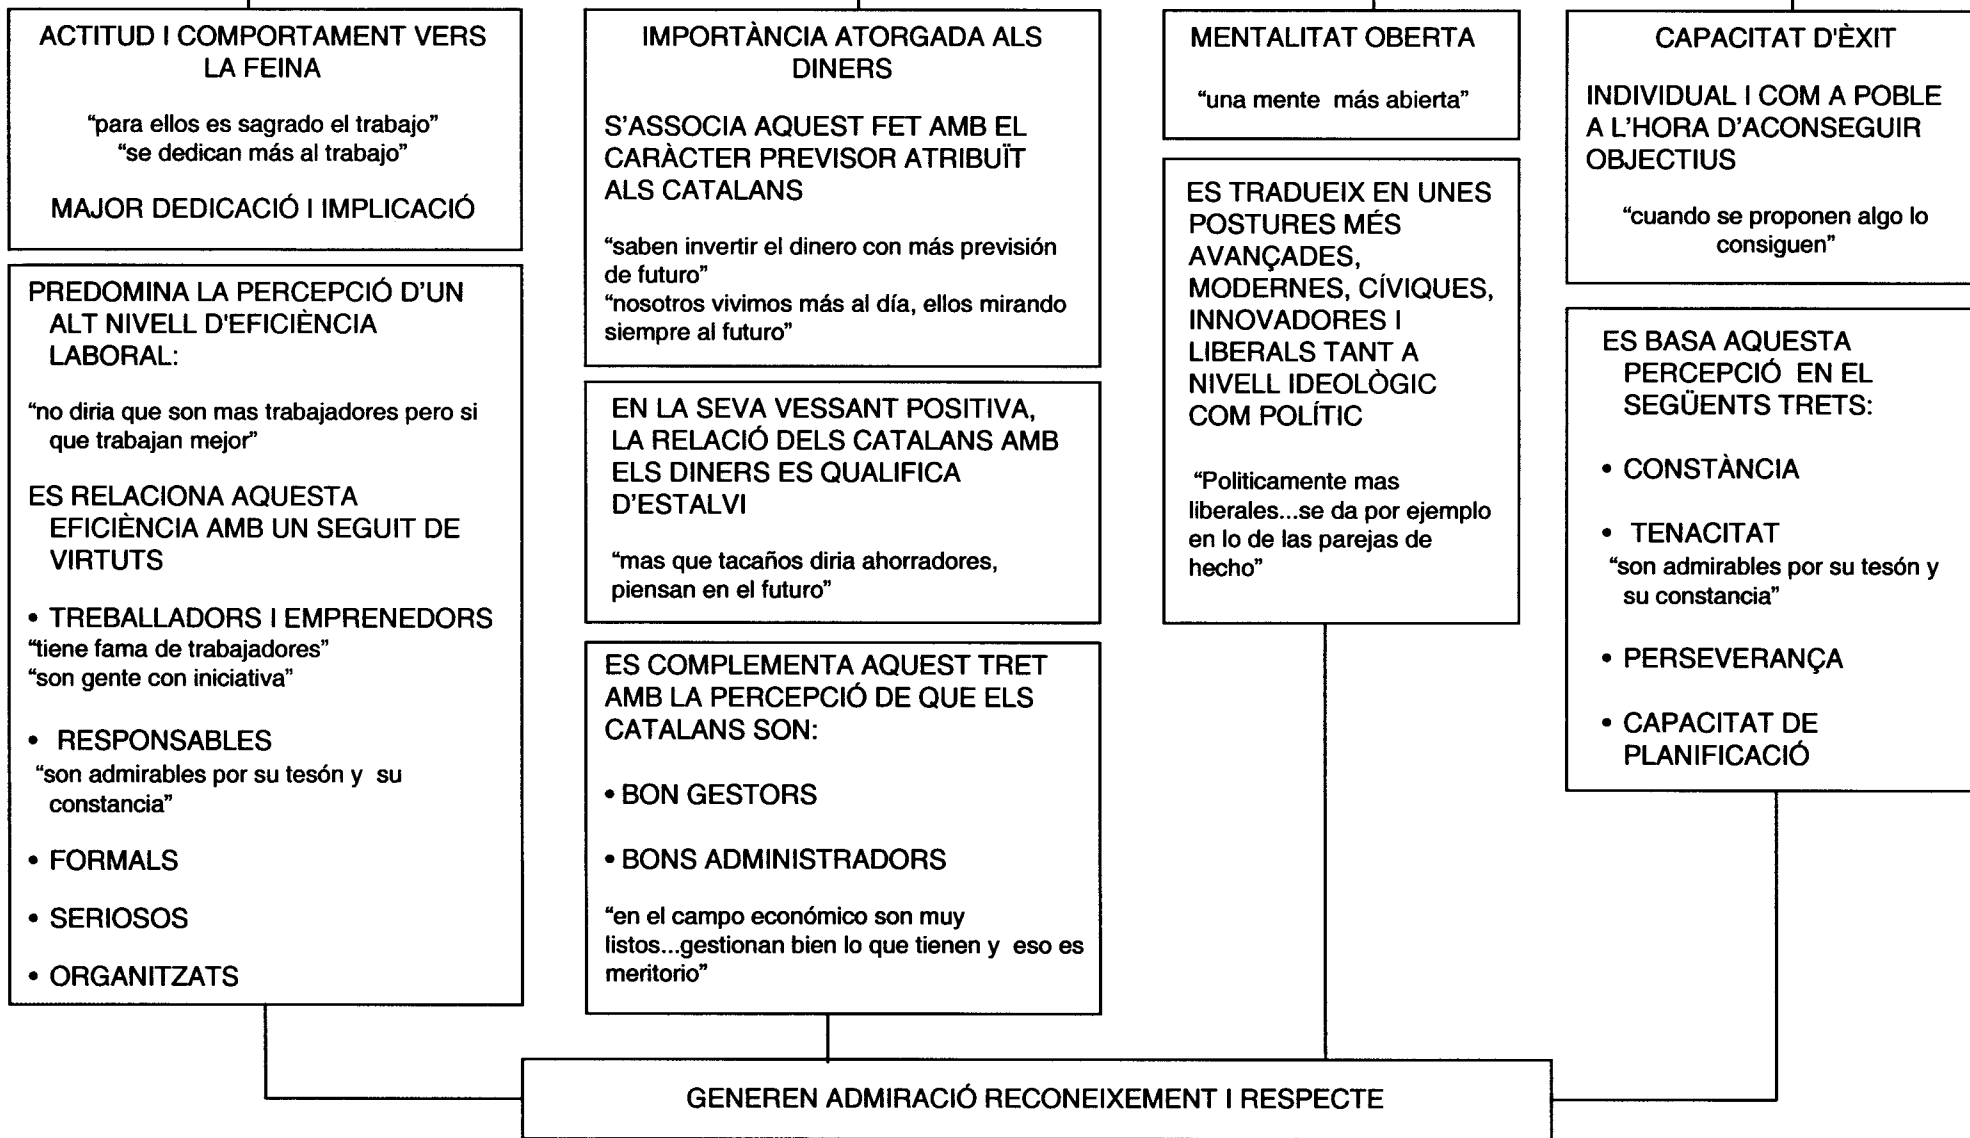 ACTITUD I COMPORTAMENT VERS
LA FEINA
“para ellos es sagrado el trabajo”
“se dedican más al trabajo”
MAJOR DEDICACIÓ I IMPLICACIÓ
PREDOMINA LA PERCEPCIÓ D'UN
ALT NIVELL D'EFICIÈNCIA
LABORAL:
“no diria que son mas trabajadores pero si
que trabajan mejor”
ES RELACIONA AQUESTA
EFICIÈNCIA AMB UN SEGUIT DE
VIRTUTS
• TREBALLADORS I EMPRENEDORS
“tiene fama de trabajadores”
“son gente con iniciativa”
• RESPONSABLES
“son admirables por su tesón y su
constancia”
• FORMALS
• SERIOSOS
• ORGANITZATS
IMPORTÀNCIA ATORGADA ALS
DINERS
S'ASSOCIA AQUEST FET AMB EL
CARÀCTER PREVISOR ATRIBUÏT
ALS CATALANS
“saben invertir el dinero con más previsión
de futuro”
“nosotros vivimos más al día, ellos mirando
siempre al futuro”
EN LA SEVA VESSANT POSITIVA,
LA RELACIÓ DELS CATALANS AMB
ELS DINERS ES QUALIFICA
D'ESTALVI
“mas que tacaños diria ahorradores,
piensan en el futuro”
ES COMPLEMENTA AQUEST TRET
AMB LA PERCEPCIÓ DE QUE ELS
CATALANS SON:
• BON GESTORS
• BONS ADMINISTRADORS
“en el campo económico son muy
listos...gestionan bien lo que tienen y eso es
meritorio”
MENTALITAT OBERTA
“una mente más abierta”
ES TRADUEIX EN UNES
POSTURES MÉS
AVANÇADES,
MODERNES, CÍVIQUES,
INNOVADORES I
LIBERALS TANT A
NIVELL IDEOLÒGIC
COM POLÍTIC
“Politicamente mas
liberales...se da por ejemplo
en lo de las parejas de
hecho”
CAPACITAT D'ÈXIT
INDIVIDUAL I COM A POBLE
A L'HORA D'ACONSEGUIR
OBJECTIUS
“cuando se proponen algo lo
consiguen”
ES BASA AQUESTA
PERCEPCIÓ EN EL
SEGÜENTS TRETS:
• CONSTÀNCIA
• TENACITAT
“son admirables por su tesón y
su constancia”
• PERSEVERANÇA
• CAPACITAT DE
PLANIFICACIÓ
GENEREN ADMIRACIÓ RECONEIXEMENT I RESPECTE